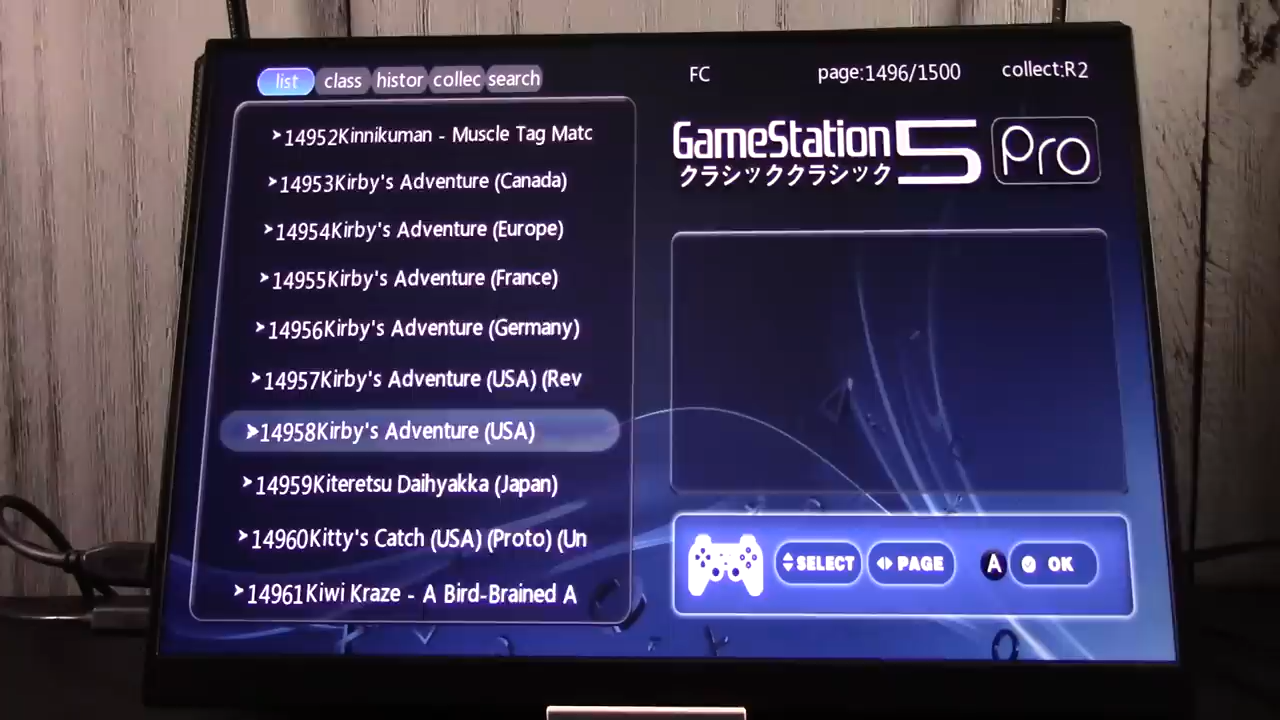 list class histor collec search
FC page:1496/1500 collect:R2
14952Kinnikuman - Muscle Tag Matc
14953Kirby's Adventure (Canada)
14954Kirby's Adventure (Europe)
14955Kirby's Adventure (France)
14956Kirby's Adventure (Germany)
14957Kirby's Adventure (USA) (Rev
14958Kirby's Adventure (USA)
14959Kiteretsu Daihyakka (Japan)
14960Kitty's Catch (USA) (Proto) (Un
14961Kiwi Kraze - A Bird-Brained A
GameStation 5 Pro
クラシッククラシック
SELECT PAGE A OK